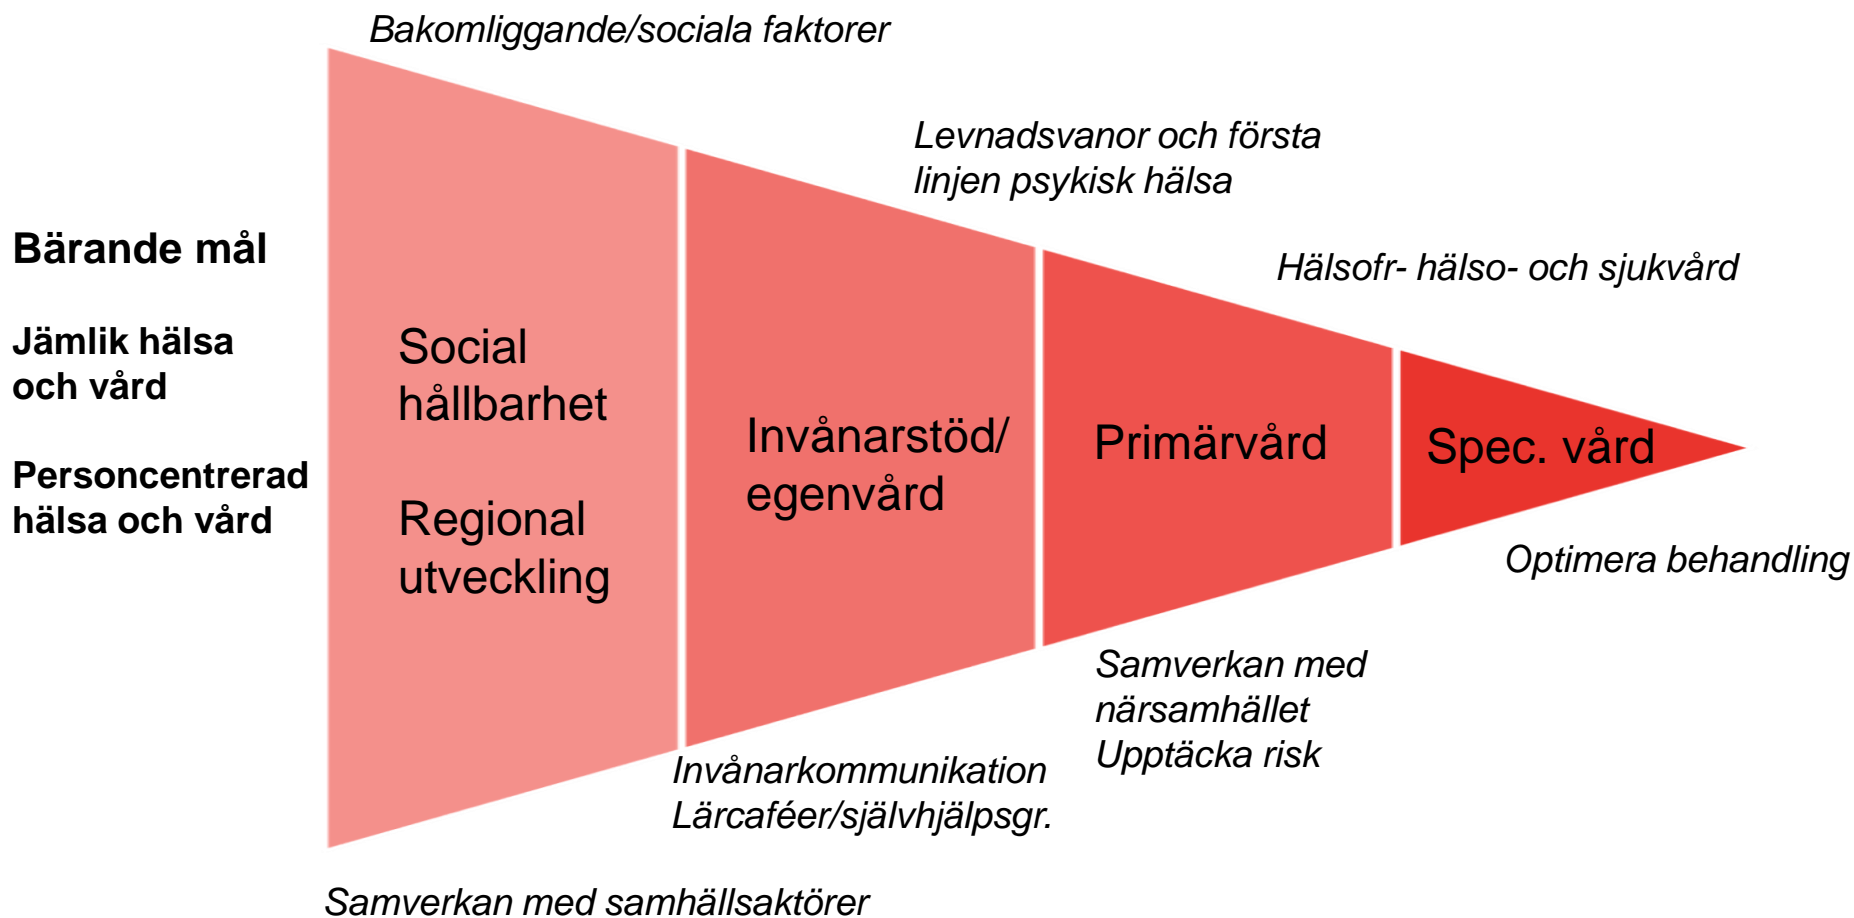 Bakomliggande/sociala faktorer
Levnadsvanor och första
linjen psykisk hälsa
Hälsofr- hälso- och sjukvård
Bärande mål
Jämlik hälsa
och vård
Personcentrerad
hälsa och vård
Social
hållbarhet
Regional
utveckling
Invånarstöd/
egenvård
Primärvård
Spec. vård
Optimera behandling
Samverkan med
närsamhället
Upptäcka risk
Invånarkommunikation
Lärcaféer/självhjälpsgr.
Samverkan med samhällsaktörer